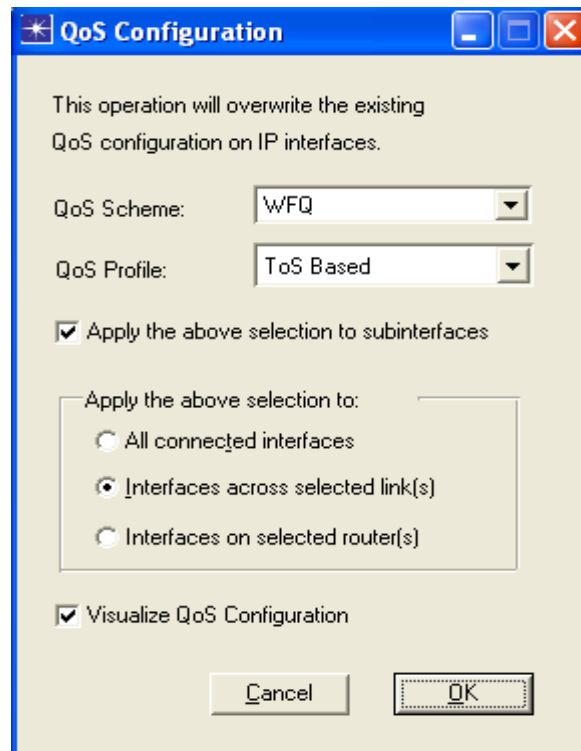 QoS Configuration
This operation will overwrite the existing
QoS configuration on IP interfaces.
QoS Scheme: WFQ
QoS Profile: ToS Based
Apply the above selection to subinterfaces
Apply the above selection to:
All connected interfaces
Interfaces across selected link(s)
Interfaces on selected router(s)
Visualize QoS Configuration
Cancel OK